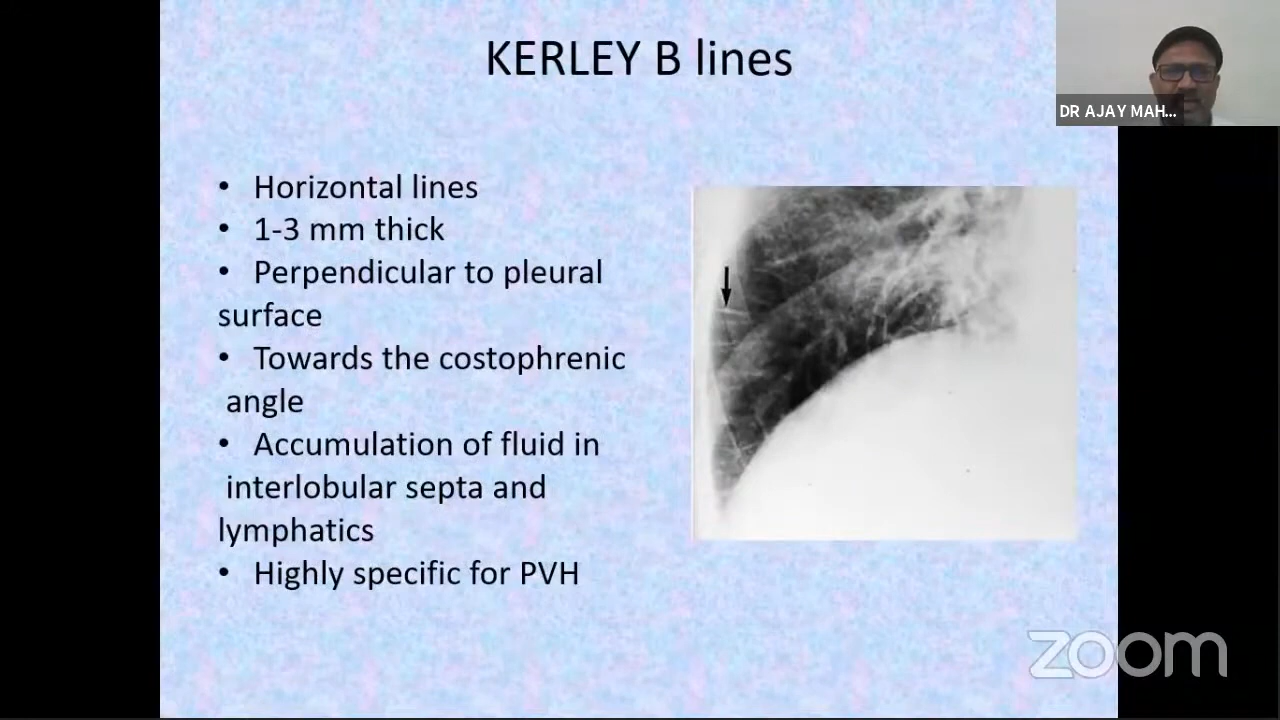 KERLEY B lines
DR AJAY MAH...
• Horizontal lines
• 1-3 mm thick
• Perpendicular to pleural
surface
• Towards the costophrenic
angle
• Accumulation of fluid in
interlobular septa and
lymphatics
• Highly specific for PVH
zoom